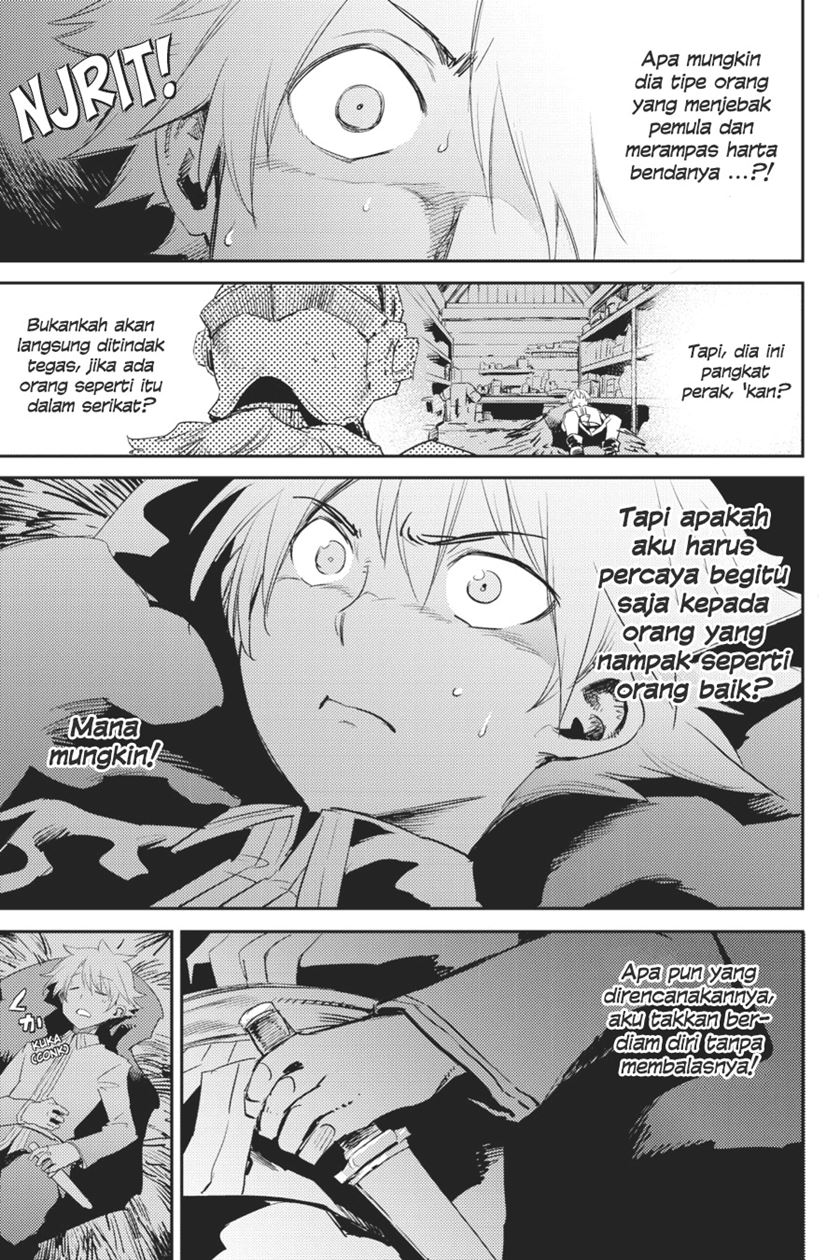 Apa mungkin
dia tipe orang
yang menjebak
pemula dan
merampas harta
bendanya ...?!
NJRIT!
Tapi, dia ini
pangkat
perak, 'kan?
Bukankah akan
langsung ditindak
tegas, jika ada
orang seperti itu
dalam serikat?
Tapi apakah
aku harus
percaya begitu
saja kepada
orang yang
nampak seperti
orang baik?
Mana
mungkin!
Apa pun yang
direncanakannya,
aku takkan ber-
diam diri tanpa
membalasnya!
くカ
KUKA
(CONK)